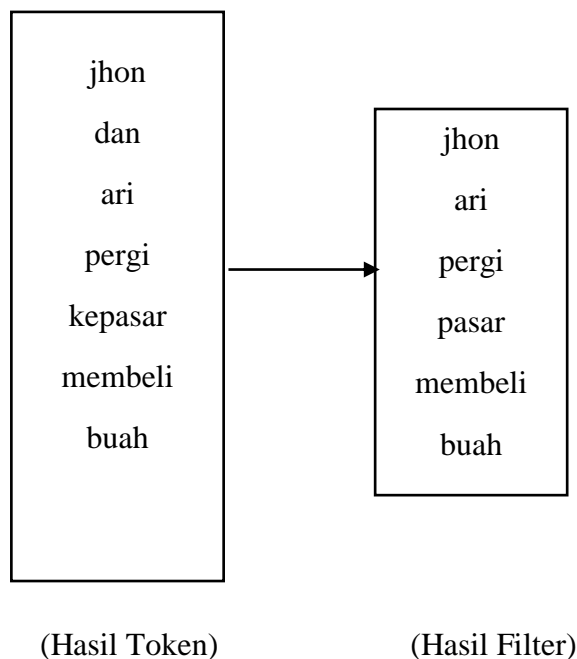 jhon
dan
ari
pergi
kepasar
membeli
buah
(Hasil Token)
jhon
ari
pergi
pasar
membeli
buah
(Hasil Filter)